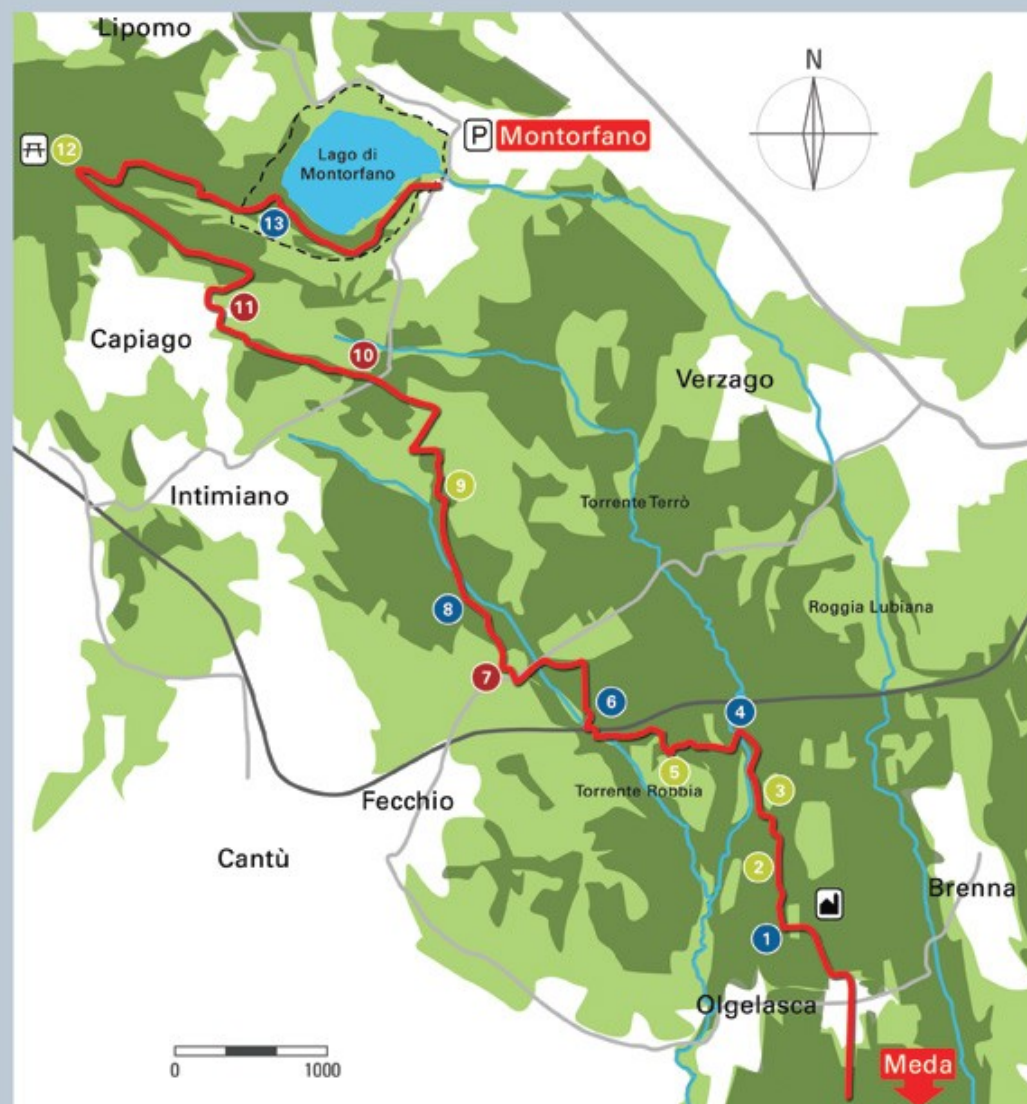 Lipomo
N
P Montorfano
12
Lago di
Montorfano
13
11
Capiago
10
Verzago
9
Intimiano
Torrente Terrò
8
Roggia Lubiana
7
6
4
5
3
Torrente Robbia
Fecchio
Cantù
2
Brenna
1
Olgelasca
0 1000
Meda